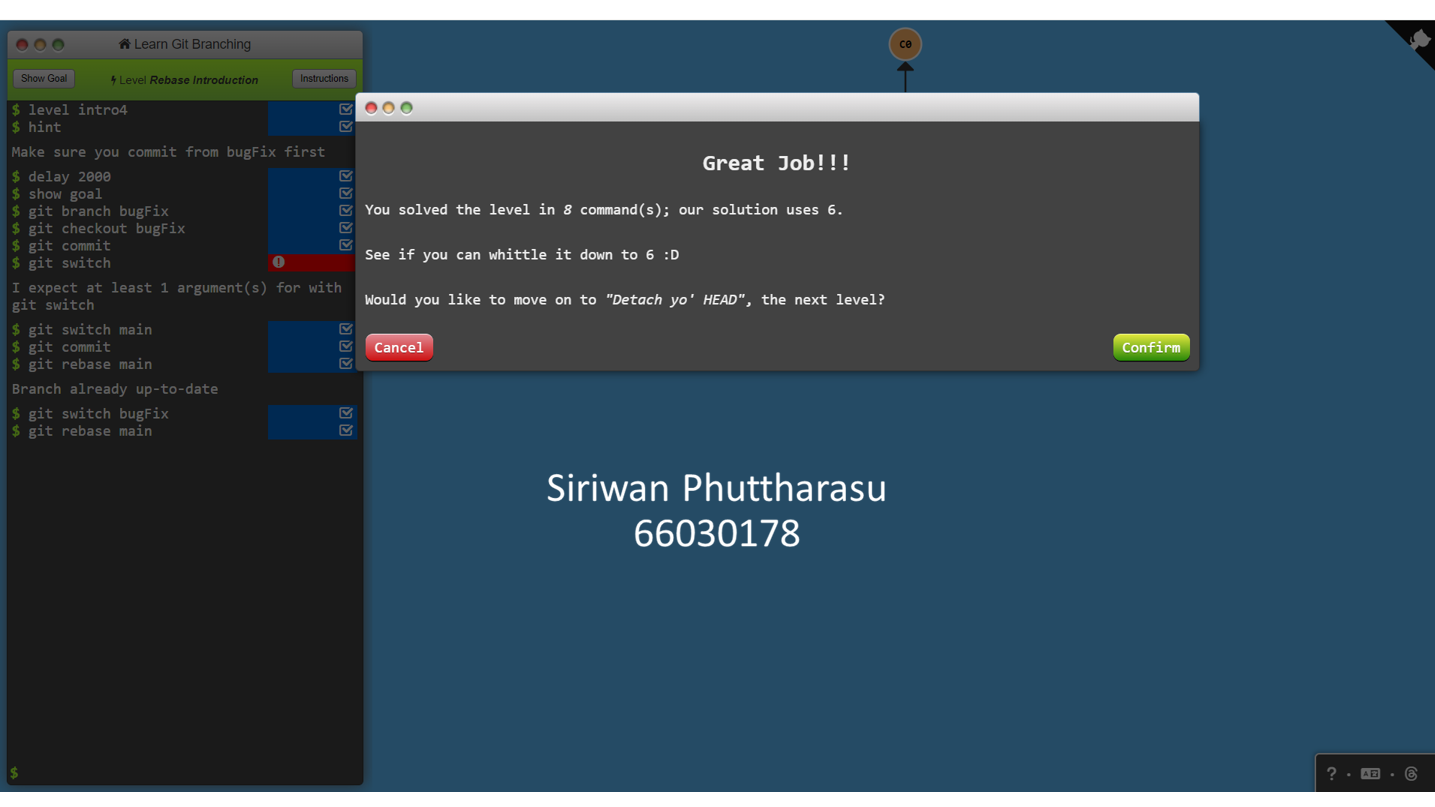 Learn Git Branching
Show Goal
Level Rebase Introduction
Instructions
$ level intro4
$ hint
Make sure you commit from bugFix first
$ delay 2000
$ show goal
$ git branch bugFix
$ git checkout bugFix
$ git commit
$ git switch
I expect at least 1 argument(s) for with
git switch
$ git switch main
$ git commit
$ git rebase main
Branch already up-to-date
$ git switch bugFix
$ git rebase main
$
C0
Great Job!!!
You solved the level in 8 command(s); our solution uses 6.
See if you can whittle it down to 6 :D
Would you like to move on to "Detach yo' HEAD", the next level?
Cancel
Confirm
Siriwan Phuttharasu
66030178
?